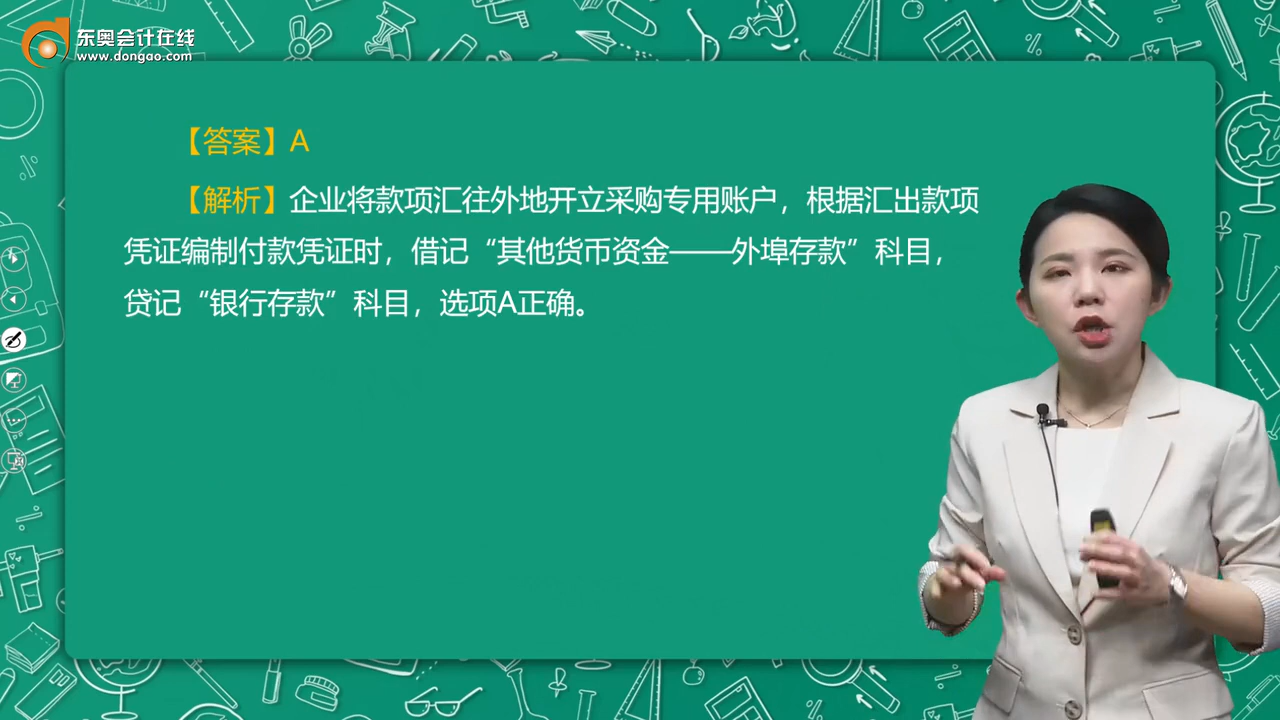 东奥会计在线
www.dongao.com
【答案】A
【解析】企业将款项汇往外地开立采购专用账户，根据汇出款项
凭证编制付款凭证时，借记“其他货币资金——外埠存款”科目，
贷记“银行存款”科目，选项A正确。